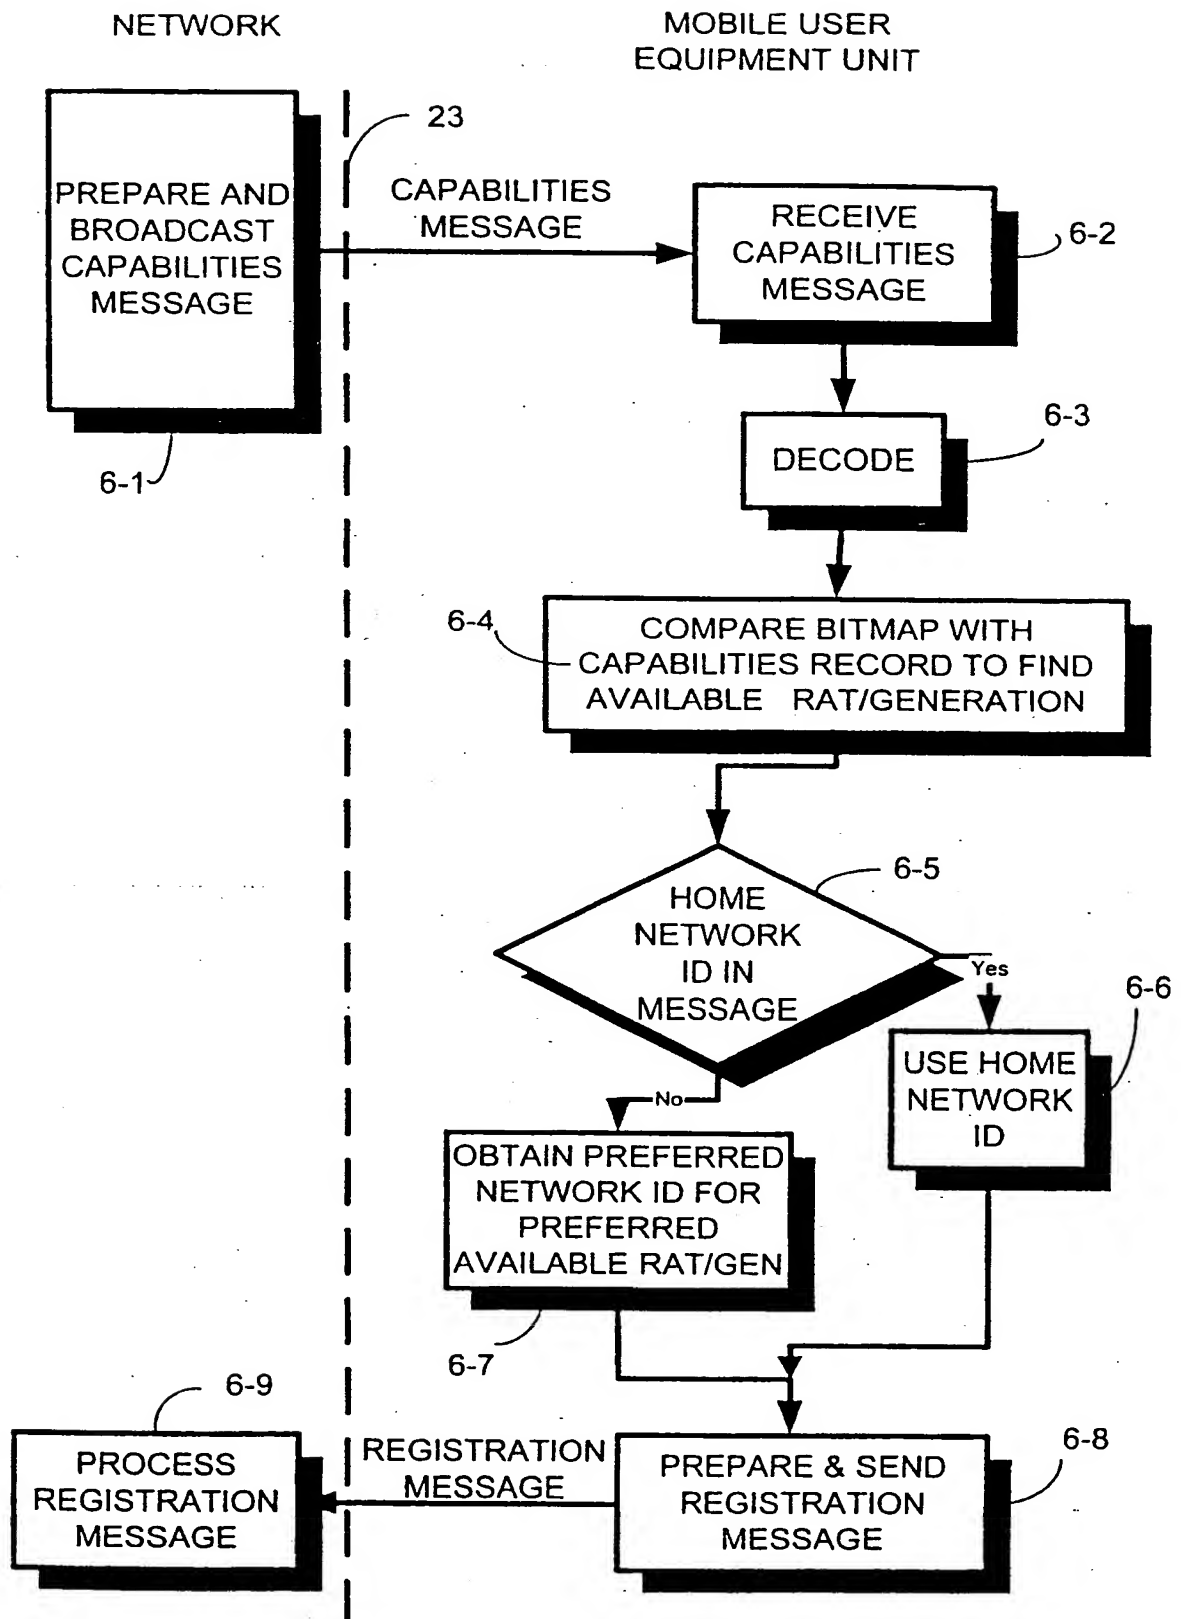 NETWORK
MOBILE USER
EQUIPMENT UNIT
23
PREPARE AND
BROADCAST
CAPABILITIES
MESSAGE
6-1
CAPABILITIES
MESSAGE
RECEIVE
CAPABILITIES
MESSAGE
6-2
DECODE
6-3
6-4
COMPARE BITMAP WITH
CAPABILITIES RECORD TO FIND
AVAILABLE RAT/GENERATION
6-5
HOME
NETWORK
ID IN
MESSAGE
Yes
6-6
USE HOME
NETWORK
ID
No
OBTAIN PREFERRED
NETWORK ID FOR
PREFERRED
AVAILABLE RAT/GEN
6-7
6-9
PROCESS
REGISTRATION
MESSAGE
REGISTRATION
MESSAGE
PREPARE & SEND
REGISTRATION
MESSAGE
6-8